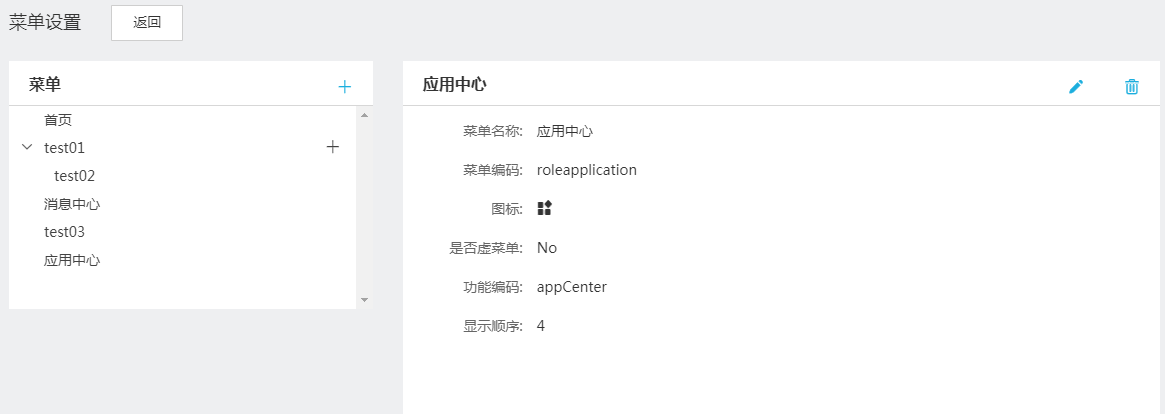 菜单设置 返回
菜单
首页
test01
test02
消息中心
test03
应用中心
应用中心
菜单名称: 应用中心
菜单编码: roleapplication
图标:
是否虚菜单: No
功能编码: appCenter
显示顺序: 4